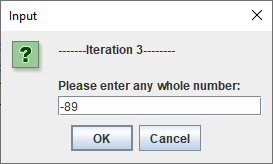 Input
-------Iteration 3--------
?
Please enter any whole number:
-89
OK Cancel